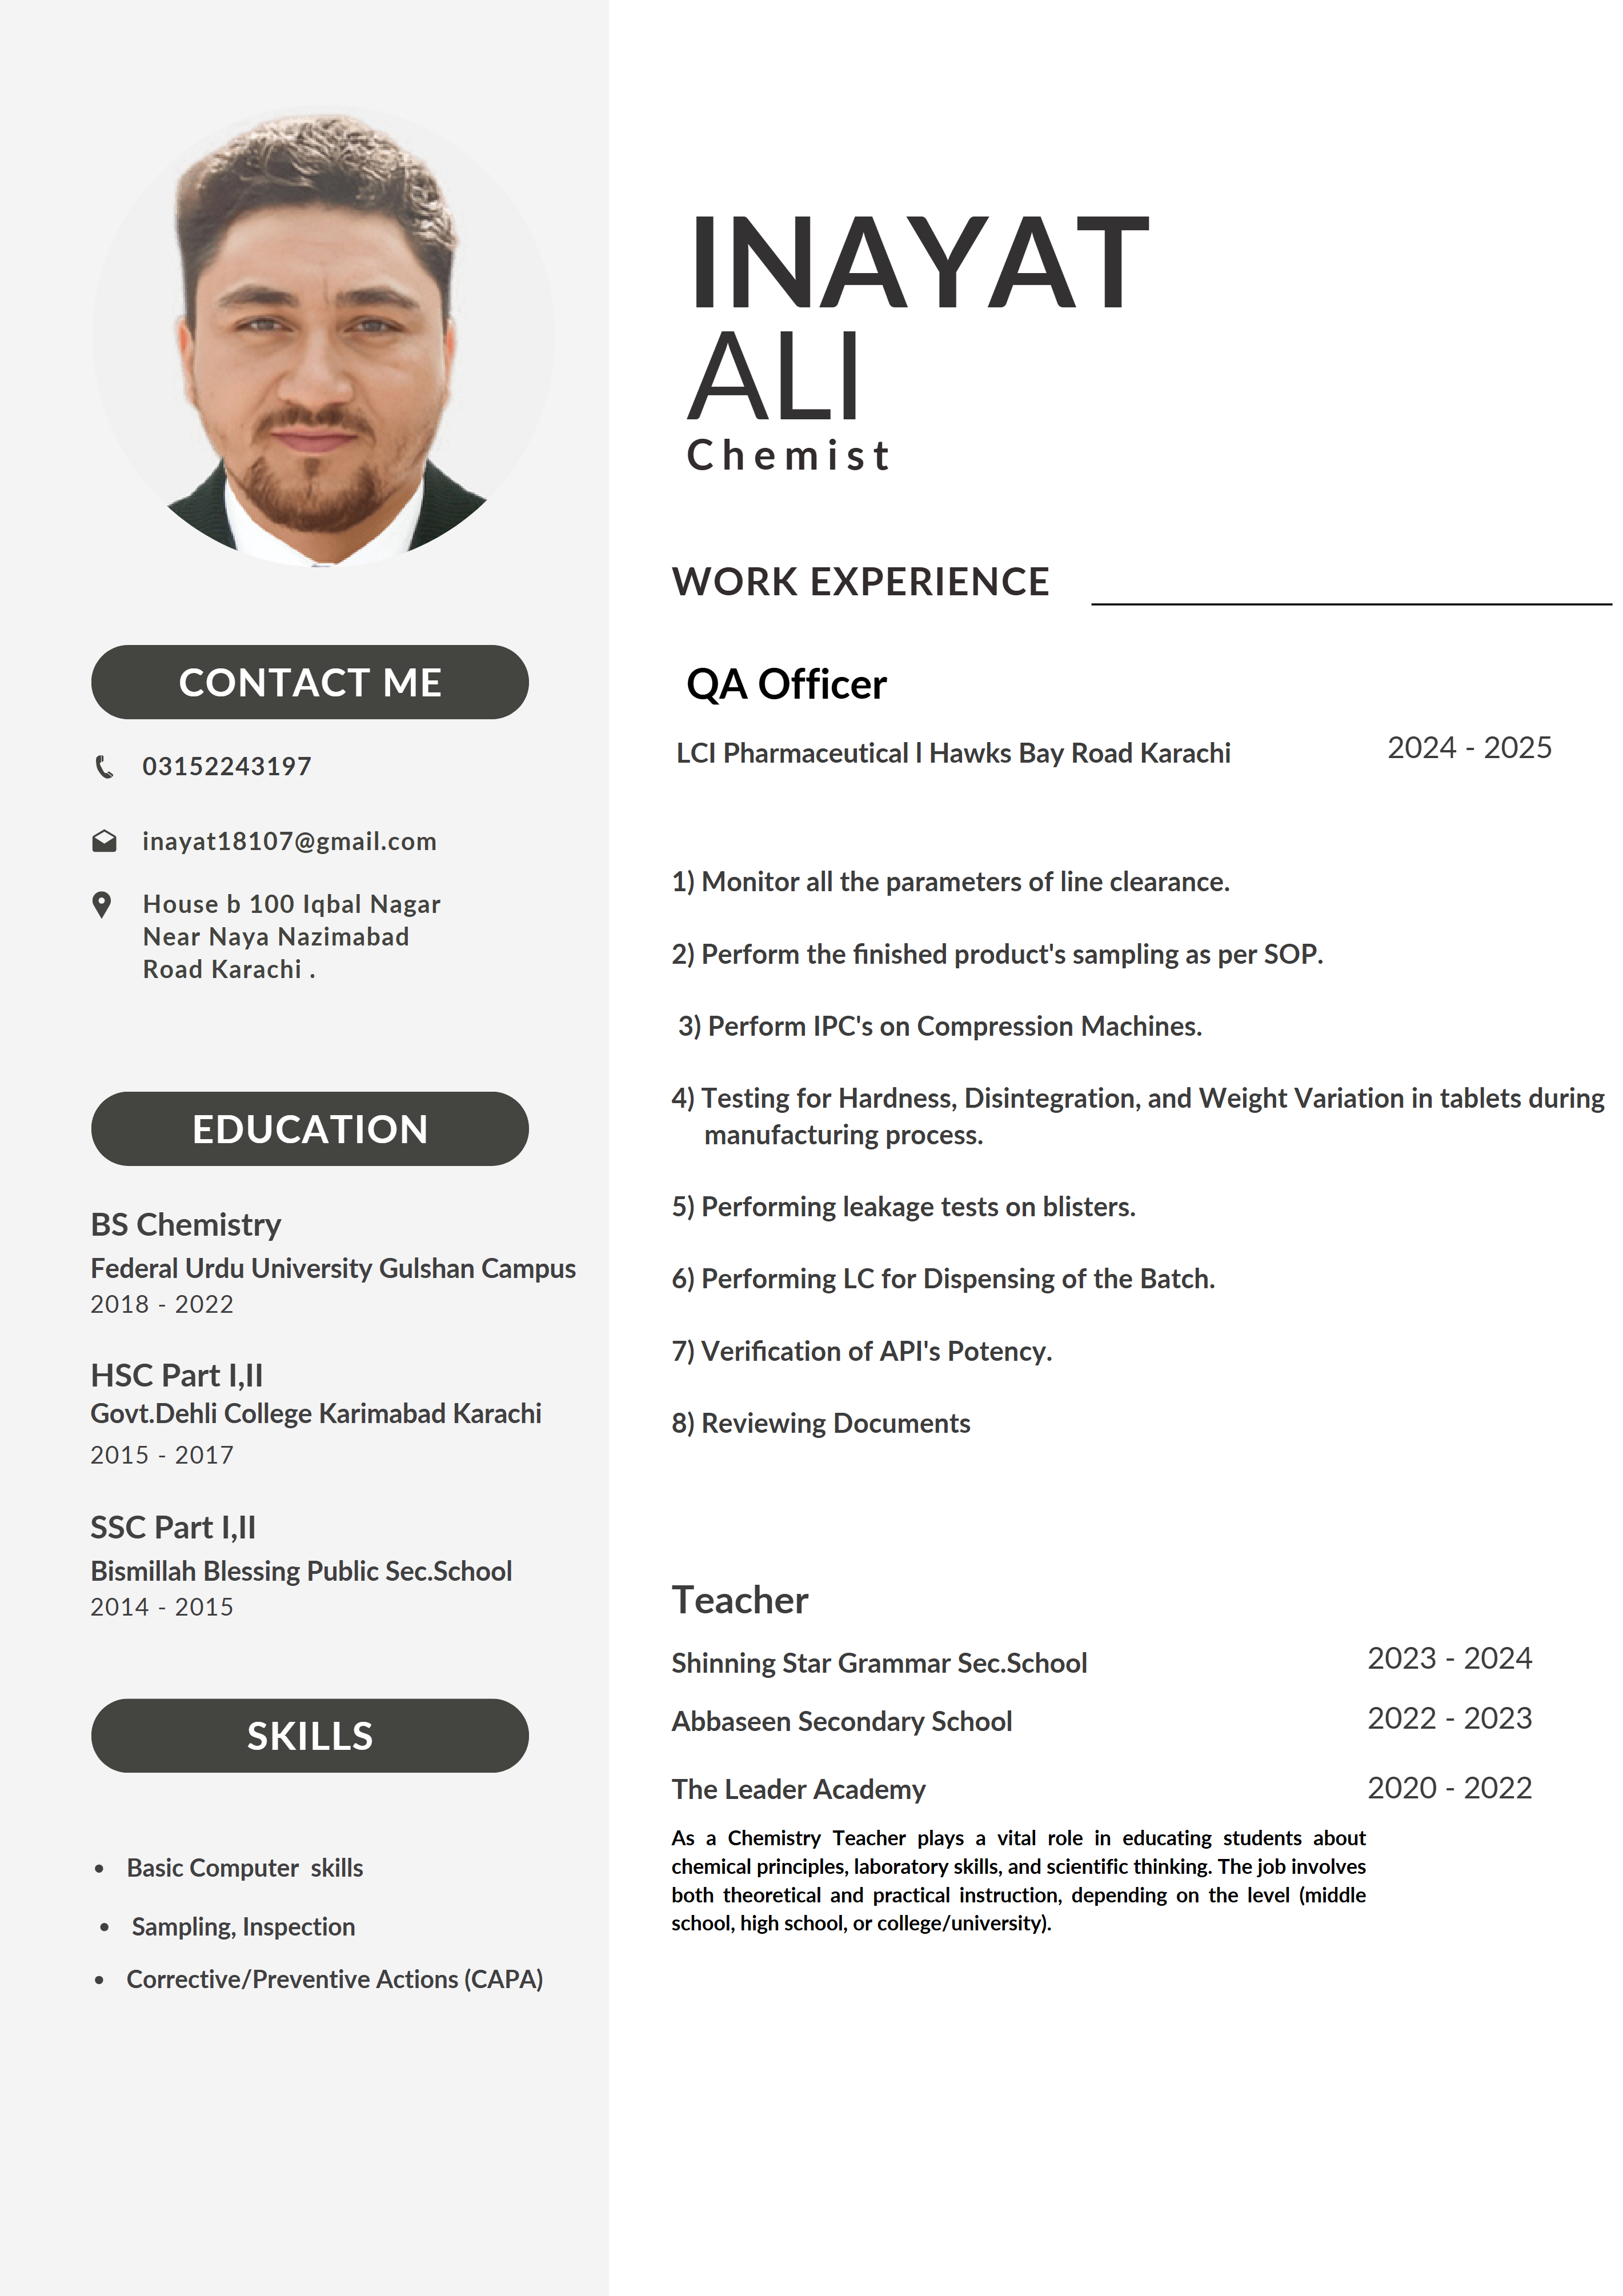 INAYAT
ALI
Chemist
CONTACT ME
03152243197
inayat18107@gmail.com
House b 100 Iqbal Nagar
Near Naya Nazimabad
Road Karachi .
EDUCATION
BS Chemistry
Federal Urdu University Gulshan Campus
2018 - 2022
HSC Part I,II
Govt.Dehli College Karimabad Karachi
2015 - 2017
SSC Part I,II
Bismillah Blessing Public Sec.School
2014 - 2015
SKILLS
• Basic Computer skills
• Sampling, Inspection
• Corrective/Preventive Actions (CAPA)
WORK EXPERIENCE
QA Officer
LCI Pharmaceutical l Hawks Bay Road Karachi 2024 - 2025
1) Monitor all the parameters of line clearance.
2) Perform the finished product's sampling as per SOP.
3) Perform IPC's on Compression Machines.
4) Testing for Hardness, Disintegration, and Weight Variation in tablets during
manufacturing process.
5) Performing leakage tests on blisters.
6) Performing LC for Dispensing of the Batch.
7) Verification of API's Potency.
8) Reviewing Documents
Teacher
Shinning Star Grammar Sec.School 2023 - 2024
Abbaseen Secondary School 2022 - 2023
The Leader Academy 2020 - 2022
As a Chemistry Teacher plays a vital role in educating students about
chemical principles, laboratory skills, and scientific thinking. The job involves
both theoretical and practical instruction, depending on the level (middle
school, high school, or college/university).